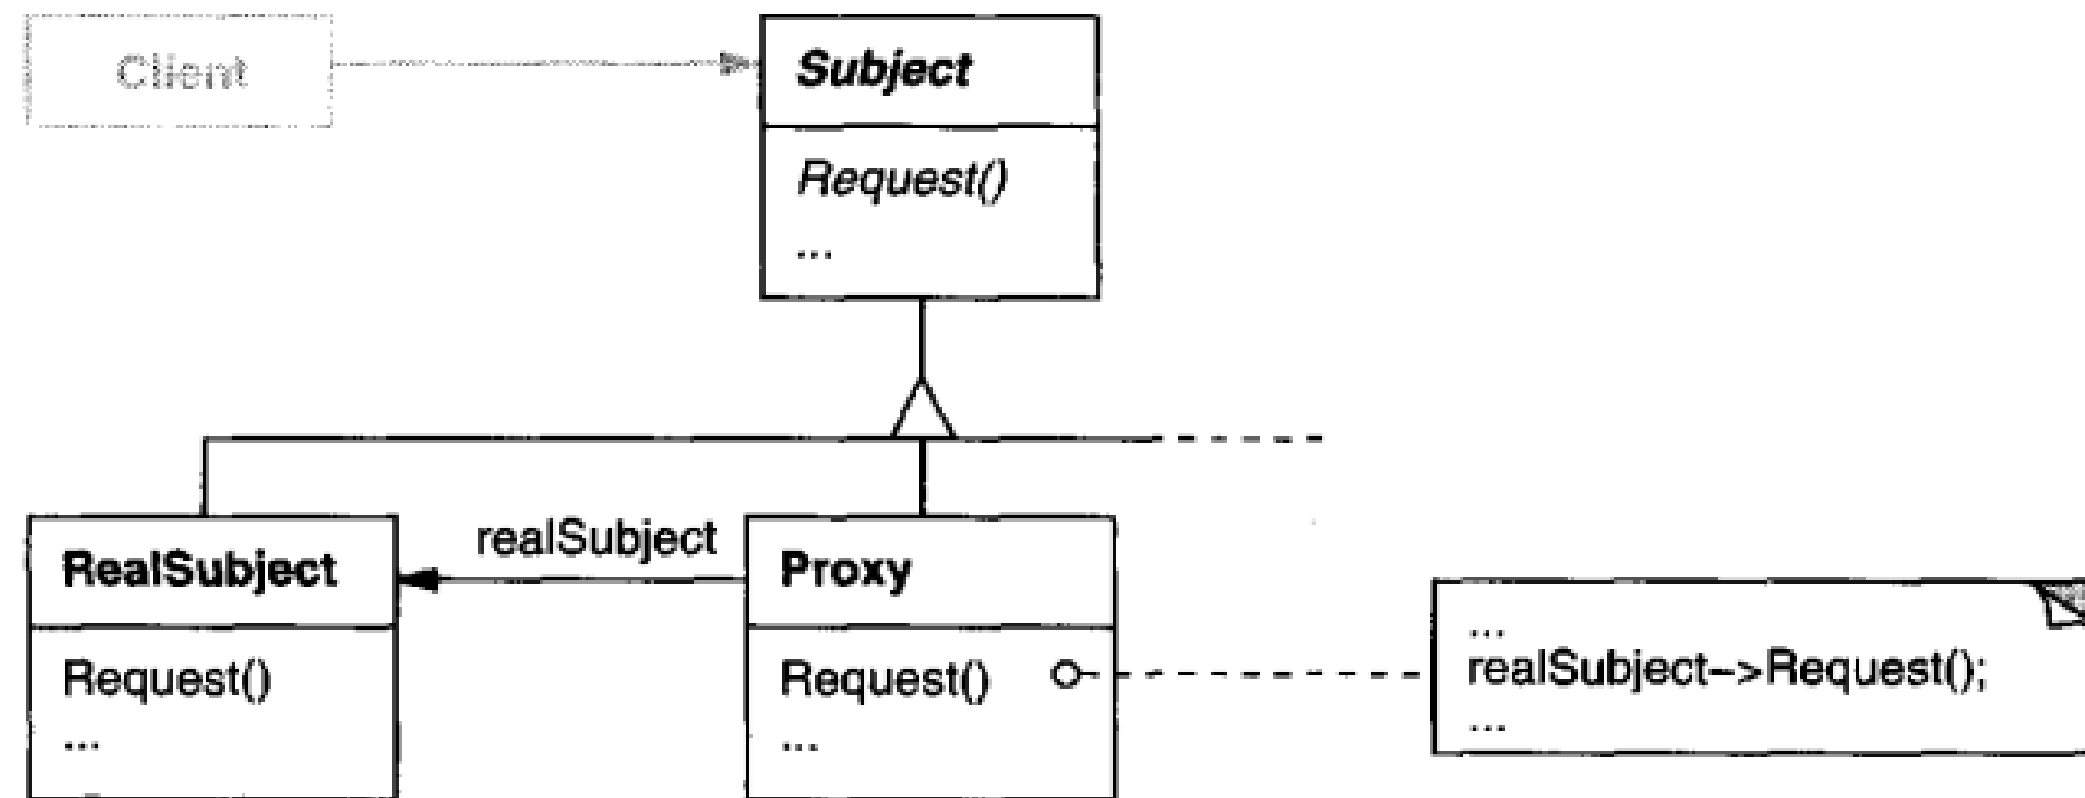 Client
Subject
Request()
...
realSubject
RealSubject
Request()
...
Proxy
Request()
...
...
realSubject–>Request();
...